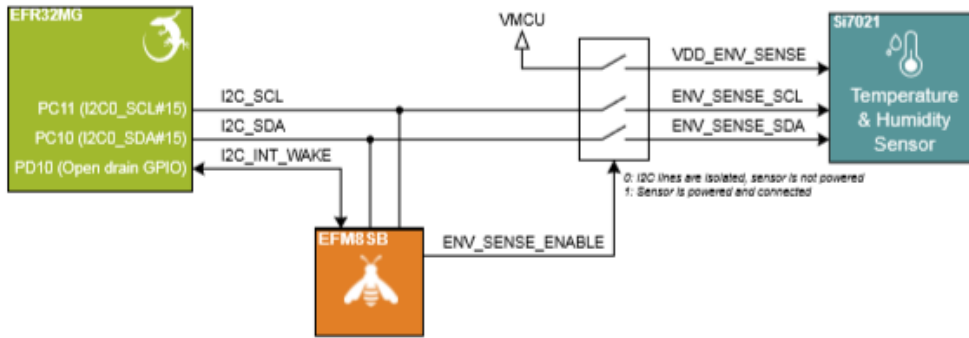 EFR32MG
PC11 (I2C0_SCL#15)
PC10 (I2C0_SDA#15)
PD10 (Open drain GPIO)
I2C_SCL
I2C_SDA
I2C_INT_WAKE
EFM8SB
VMCU
ENV_SENSE_ENABLE
VDD_ENV_SENSE
ENV_SENSE_SCL
ENV_SENSE_SDA
0: I2C lines are isolated, sensor is not powered
1: Sensor is powered and connected
Si7021
Temperature
& Humidity
Sensor